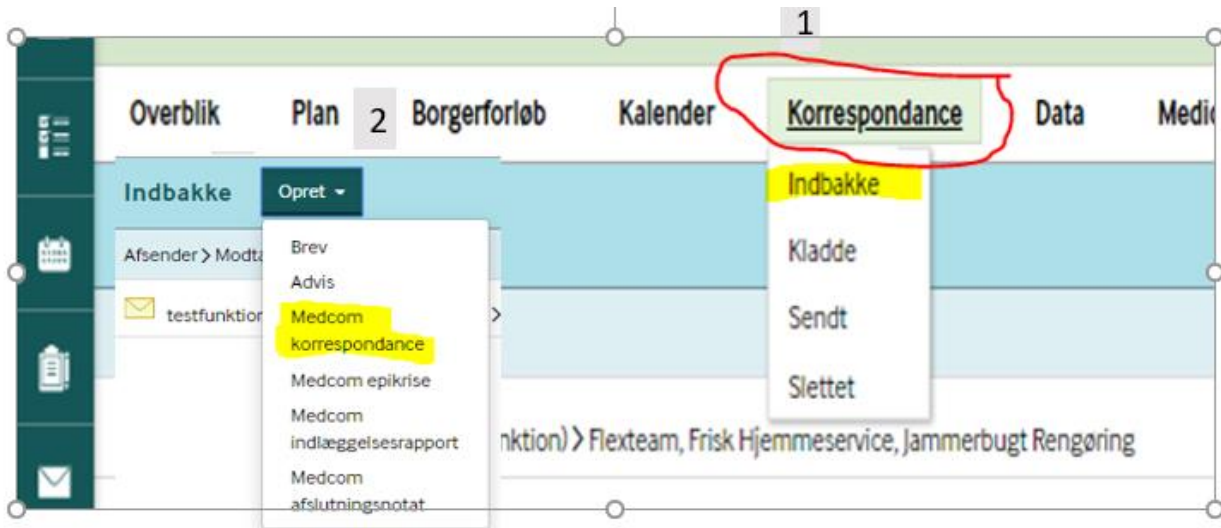 1
Overblik Plan 2 Borgerforløb Kalender Korrespondance Data Medic
Indbakke Opret
Afsender > Modta
testfunktion >
Brev
Advis
Medcom
korrespondance
Medcom epikrise
Medcom
indlæggelsesrapport
Medcom
afslutningsnotat
Indbakke
Kladde
Sendt
Slettet
nktion) > Flexteam, Frisk Hjemmeservice, Jammerbugt Rengøring